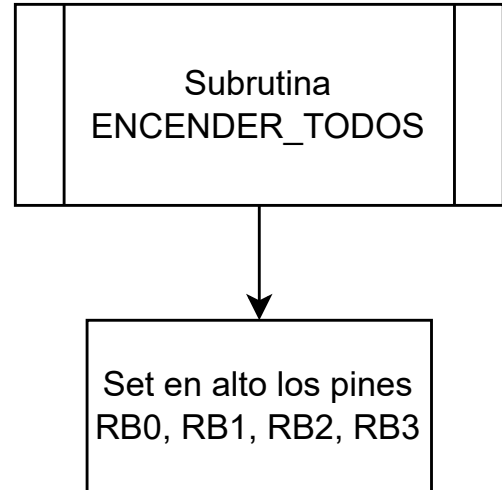 Subrutina
ENCENDER_TODOS
Set en alto los pines
RB0, RB1, RB2, RB3